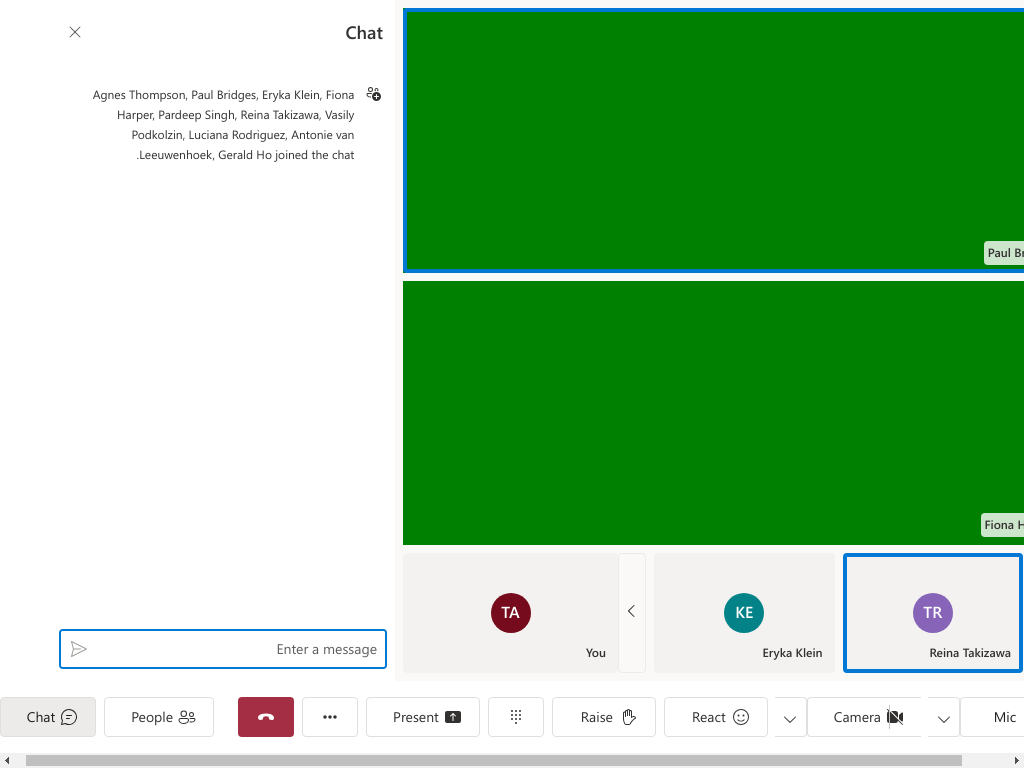 Chat
Agnes Thompson, Paul Bridges, Eryka Klein, Fiona
Harper, Pardeep Singh, Reina Takizawa, Vasily
Podkolzin, Luciana Rodriguez, Antonie van
.Leeuwenhoek, Gerald Ho joined the chat
Enter a message
Paul Br
Fiona H
TA
You
KE
Eryka Klein
TR
Reina Takizawa
Chat
People
Present
Raise
React
Camera
Mic